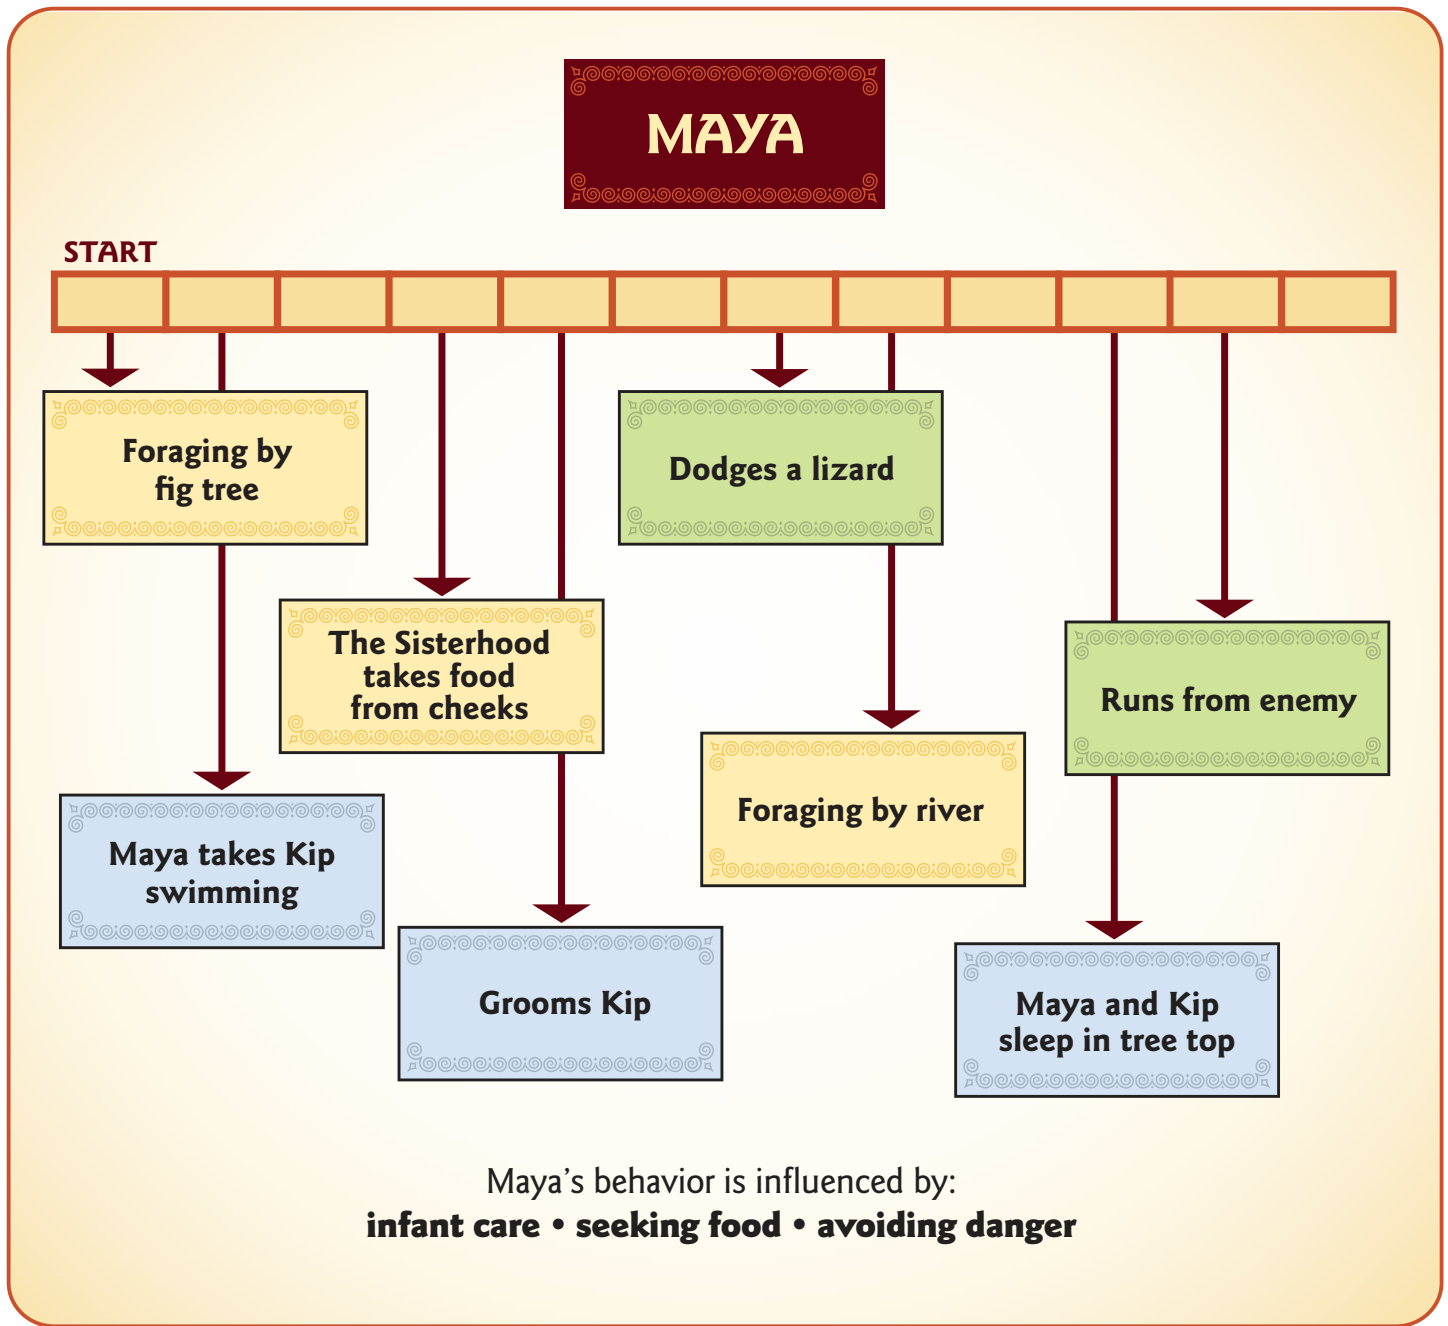 MAYA
START
Foraging by
fig tree
Dodges a lizard
The Sisterhood
takes food
from cheeks
Runs from enemy
Foraging by river
Maya takes Kip
swimming
Grooms Kip
Maya and Kip
sleep in tree top
Maya’s behavior is influenced by:
infant care • seeking food • avoiding danger